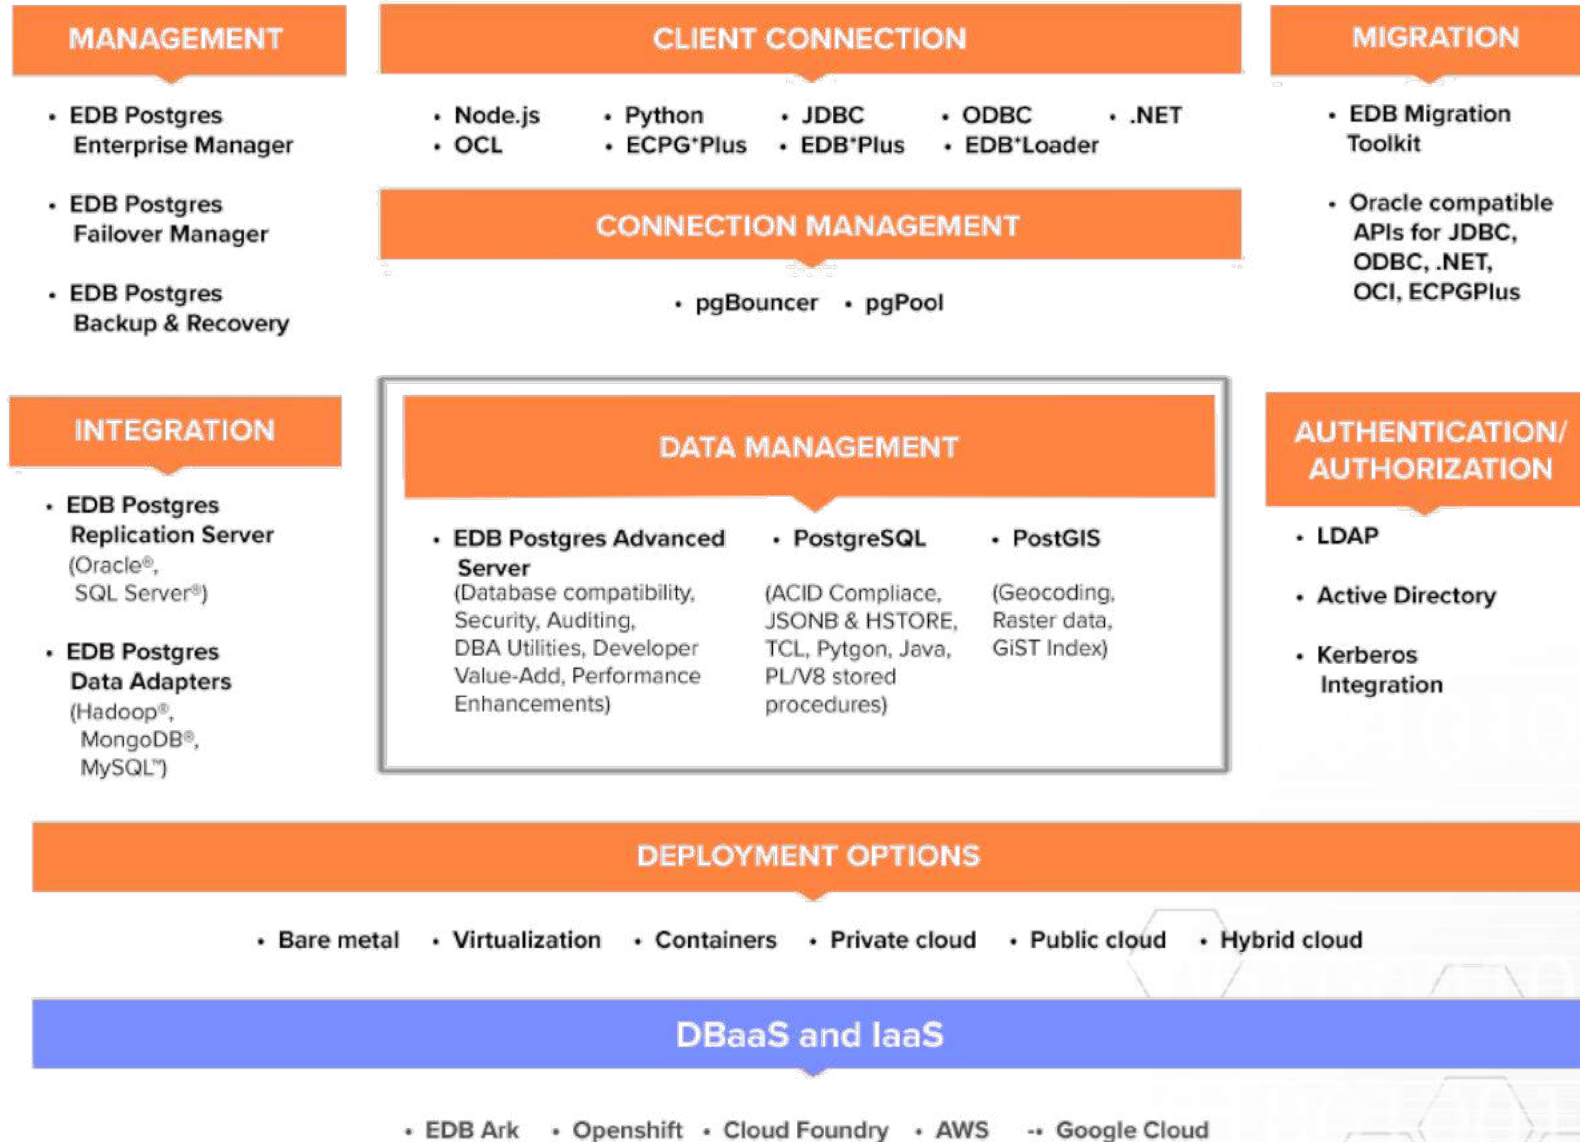 MANAGEMENT
• EDB Postgres
Enterprise Manager
• EDB Postgres
Failover Manager
• EDB Postgres
Backup & Recovery
CLIENT CONNECTION
• Node.js • Python • JDBC • ODBC • .NET
• OCL • ECPG*Plus • EDB*Plus • EDB*Loader
CONNECTION MANAGEMENT
• pgBouncer • pgPool
MIGRATION
• EDB Migration
Toolkit
• Oracle compatible
APIs for JDBC,
ODBC, .NET,
OCI, ECPGPlus
INTEGRATION
• EDB Postgres
Replication Server
(Oracle®,
SQL Server®)
• EDB Postgres
Data Adapters
(Hadoop®,
MongoDB®,
MySQL™)
DATA MANAGEMENT
• EDB Postgres Advanced
Server
(Database compatibility,
Security, Auditing,
DBA Utilities, Developer
Value-Add, Performance
Enhancements)
• PostgreSQL
(ACID Compliace,
JSONB & HSTORE,
TCL, Pytgon, Java,
PL/V8 stored
procedures)
• PostGIS
(Geocoding,
Raster data,
GiST Index)
AUTHENTICATION/
AUTHORIZATION
• LDAP
• Active Directory
• Kerberos
Integration
DEPLOYMENT OPTIONS
• Bare metal • Virtualization • Containers • Private cloud • Public cloud • Hybrid cloud
DBaaS and IaaS
• EDB Ark • Openshift • Cloud Foundry • AWS -• Google Cloud